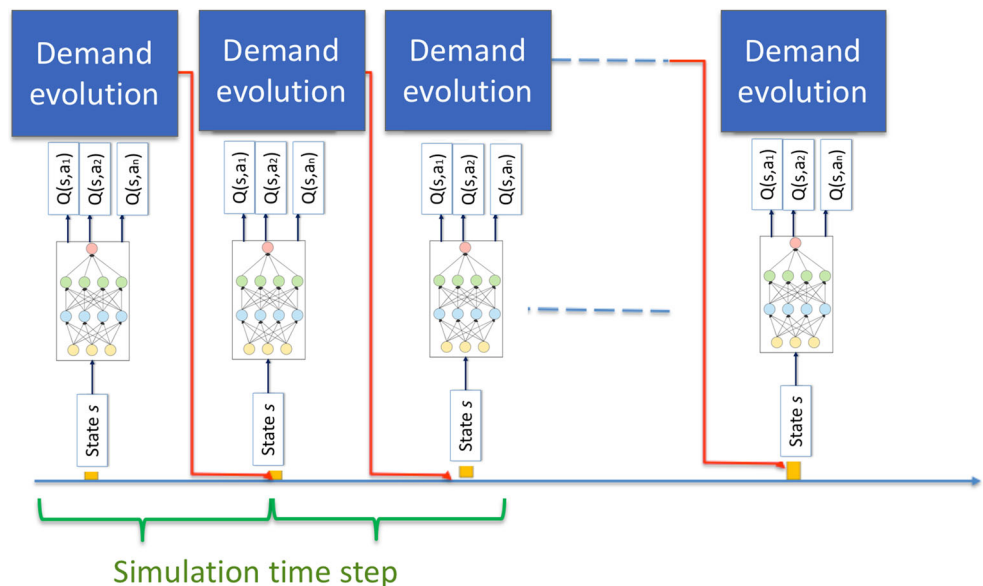 Demand
evolution
Demand
evolution
Demand
evolution
Demand
evolution
Q(s,a₁)
Q(s,a₂)
Q(s,aₙ)
Q(s,a₁)
Q(s,a₂)
Q(s,aₙ)
Q(s,a₁)
Q(s,a₂)
Q(s,aₙ)
Q(s,a₁)
Q(s,a₂)
Q(s,aₙ)
State s
State s
State s
State s
Simulation time step